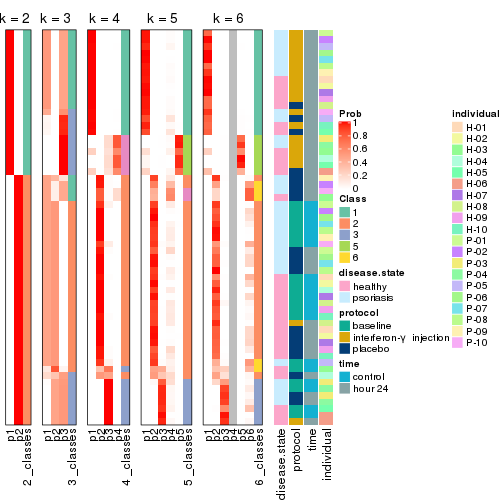 k = 2
k = 3
k = 4
k = 5
k = 6
p1
p2
2_classes
p1
p2
p3
3_classes
p1
p2
p3
p4
4_classes
p1
p2
p3
p4
p5
5_classes
p1
p2
p3
p4
p5
p6
6_classes
disease.state
protocol
time
individual
Prob
1
0.8
0.6
0.4
0.2
0
Class
1
2
3
5
6
disease.state
healthy
psoriasis
protocol
baseline
interferon-γ injection
placebo
time
control
hour 24
individual
H-01
H-02
H-03
H-04
H-05
H-06
H-07
H-08
H-09
H-10
P-01
P-02
P-03
P-04
P-05
P-06
P-07
P-08
P-09
P-10